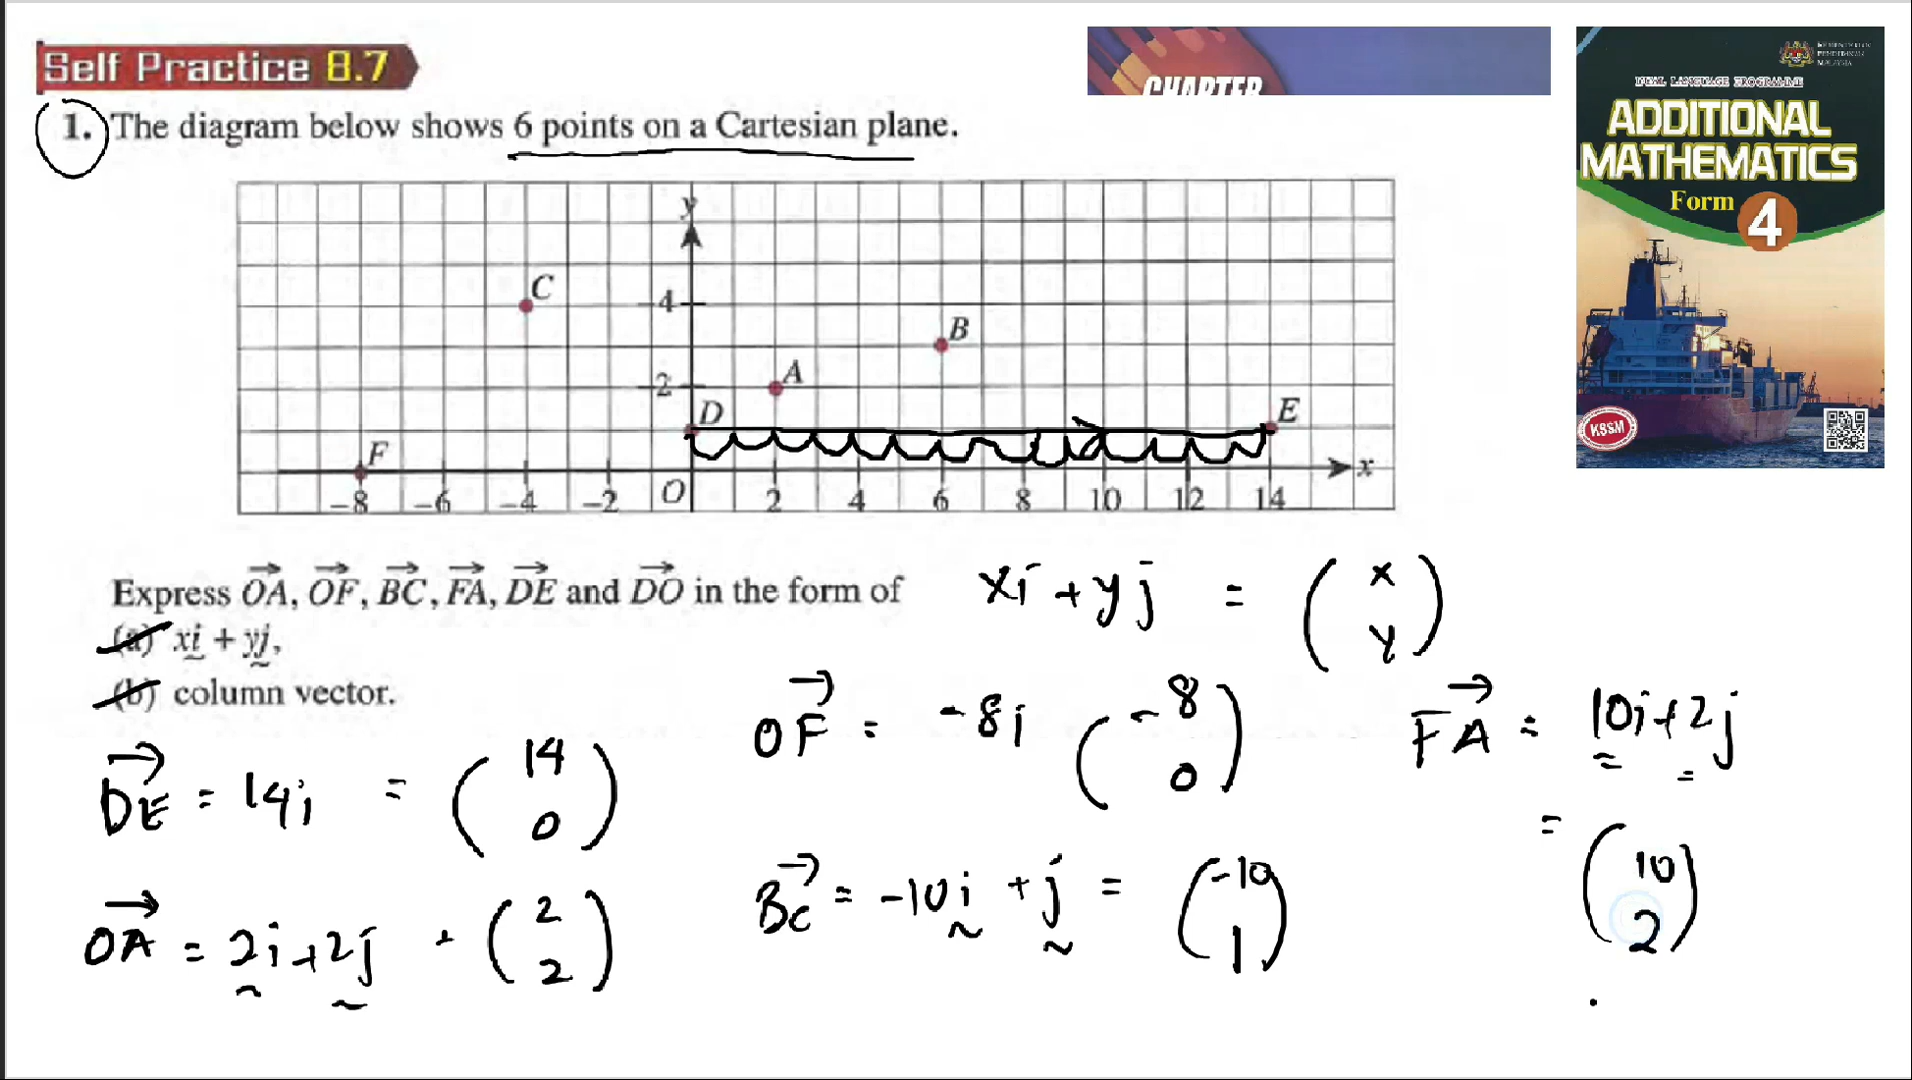 Self Practice 8.7
CHAPTER
1. The diagram below shows 6 points on a Cartesian plane.
y
C
4
B
2
A
D
E
F
x
-8 -6 -4 -2 O 2 4 6 8 10 12 14
Express OA, OF, BC, FA, DE and DO in the form of
(a) xi + yj,
(b) column vector.
xi + yj = ( x
y )
DE = 14i = ( 14
0 )
OA = 2i + 2j ( 2
2 )
OF = -8i ( -8
0 )
BC = -10i + j = ( -10
1 )
FA = 10i + 2j
= ( 10
2 )
KEMENTERIAN
PENDIDIKAN
MALAYSIA
DUAL LANGUAGE PROGRAMME
ADDITIONAL
MATHEMATICS
Form 4
KSSM